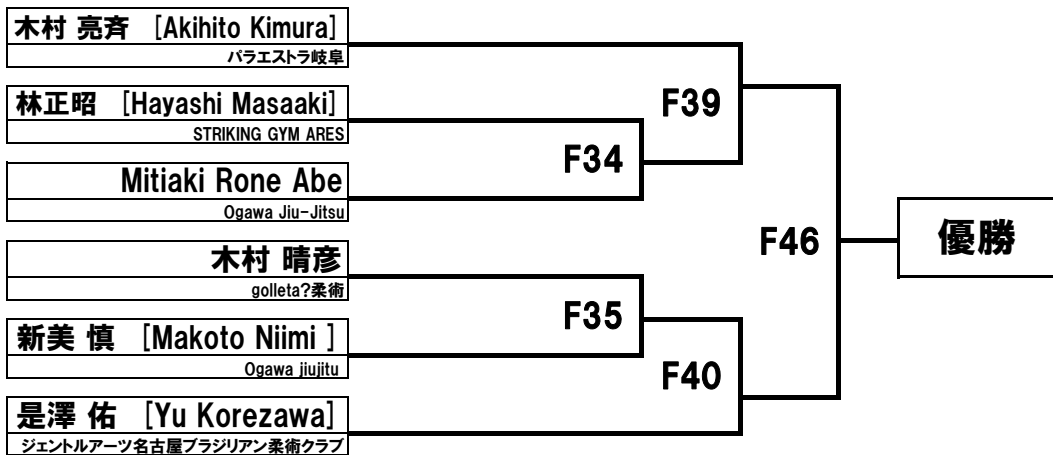 木村 亮斉 [Akihito Kimura]
パラエストラ岐阜
林正昭 [Hayashi Masaaki]
STRIKING GYM ARES
Mitiaki Rone Abe
Ogawa Jiu-Jitsu
木村 晴彦
golleta?柔術
新美 慎 [Makoto Niimi ]
Ogawa jiujitu
是澤 佑 [Yu Korezawa]
ジェントルアーツ名古屋ブラジリアン柔術クラブ
F34
F35
F39
F40
F46
優勝